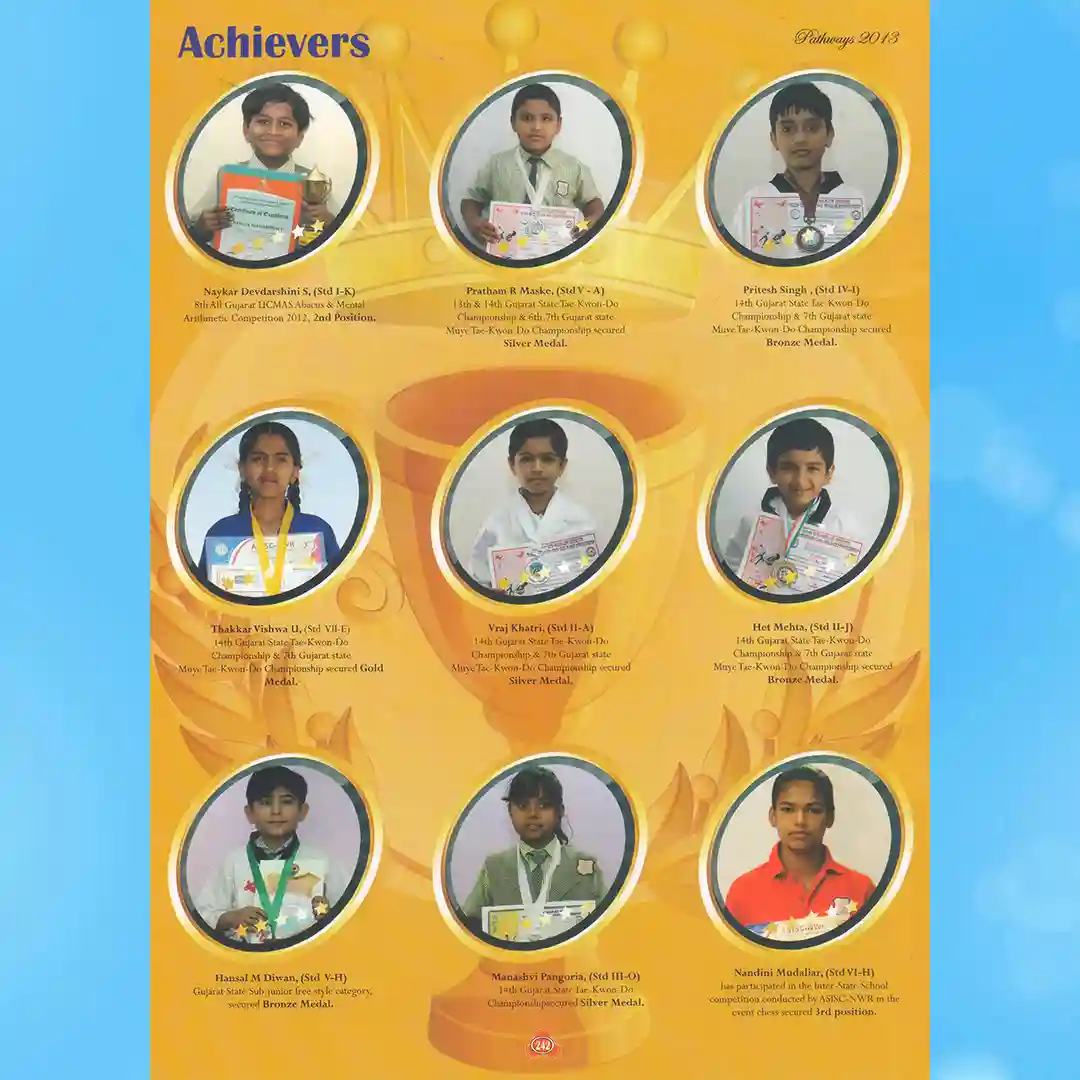 Achievers
Pathways 2013
Certificate of Excellence
Naykar Devdarshini S, (Std I-K)
8th All Gujarat UCMAS Abacus & Mental
Arithmetic Competition 2012, 2nd Position.
Pratham R Maske, (Std V - A)
13th & 14th Gujarat State Tae-Kwon-Do
Championship & 6th 7th Gujarat state
Muye Tae-Kwon-Do Championship secured
Silver Medal.
Pritesh Singh , (Std IV-I)
14th Gujarat State Tae-Kwon-Do
Championship & 7th Gujarat state
Muye Tae-Kwon-Do Championship secured
Bronze Medal.
Thakkar Vishwa U, (Std VII-E)
14th Gujarat State Tae-Kwon-Do
Championship & 7th Gujarat state
Muye Tae-Kwon-Do Championship secured Gold
Medal.
Vraj Khatri, (Std II-A)
14th Gujarat State Tae-Kwon-Do
Championship & 7th Gujarat state
Muye Tae-Kwon-Do Championship secured
Silver Medal.
Het Mehta, (Std II-J)
14th Gujarat State Tae-Kwon-Do
Championship & 7th Gujarat state
Muye Tae-Kwon-Do Championship secured
Bronze Medal.
Hansal M Diwan, (Std V-H)
Gujarat State Sub-junior free style category,
secured Bronze Medal.
Manashvi Pangoria, (Std III-O)
14th Gujarat State Tae-Kwon-Do
Championshipsecured Silver Medal.
Nandini Mudaliar, (Std VI-H)
has participated in the Inter-State School
competition conducted by ASISC-NWR in the
event chess secured 3rd position.
242